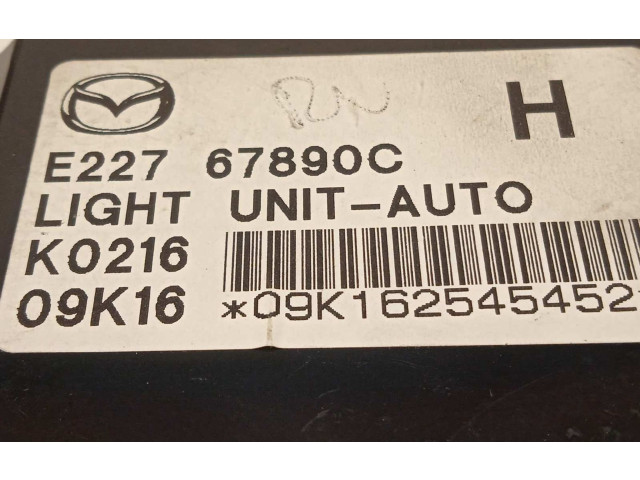 H
E227 67890C
LIGHT UNIT-AUTO
K0216
09K16 *09K162545452